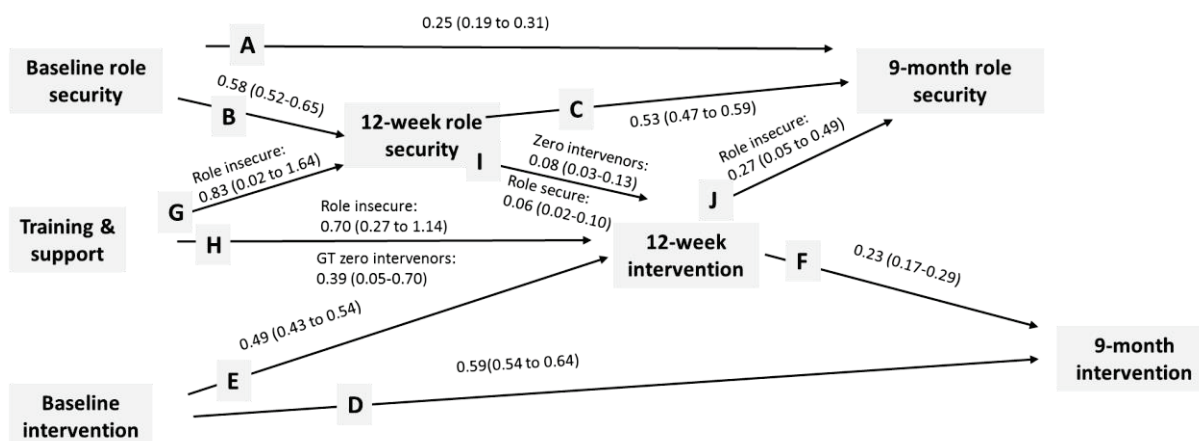 0.25 (0.19 to 0.31)
A
Baseline role
security
9-month role
security
0.58 (0.52-0.65)
B
C
0.53 (0.47 to 0.59)
12-week role
security
Role insecure:
0.83 (0.02 to 1.64)
G
I
Zero intervenors:
0.08 (0.03-0.13)
Role secure:
0.06 (0.02-0.10)
Role insecure:
0.27 (0.05 to 0.49)
J
Training &
support
H
Role insecure:
0.70 (0.27 to 1.14)
GT zero intervenors:
0.39 (0.05-0.70)
12-week
intervention
F
0.23 (0.17-0.29)
0.49 (0.43 to 0.54)
E
9-month
intervention
0.59(0.54 to 0.64)
D
Baseline
intervention